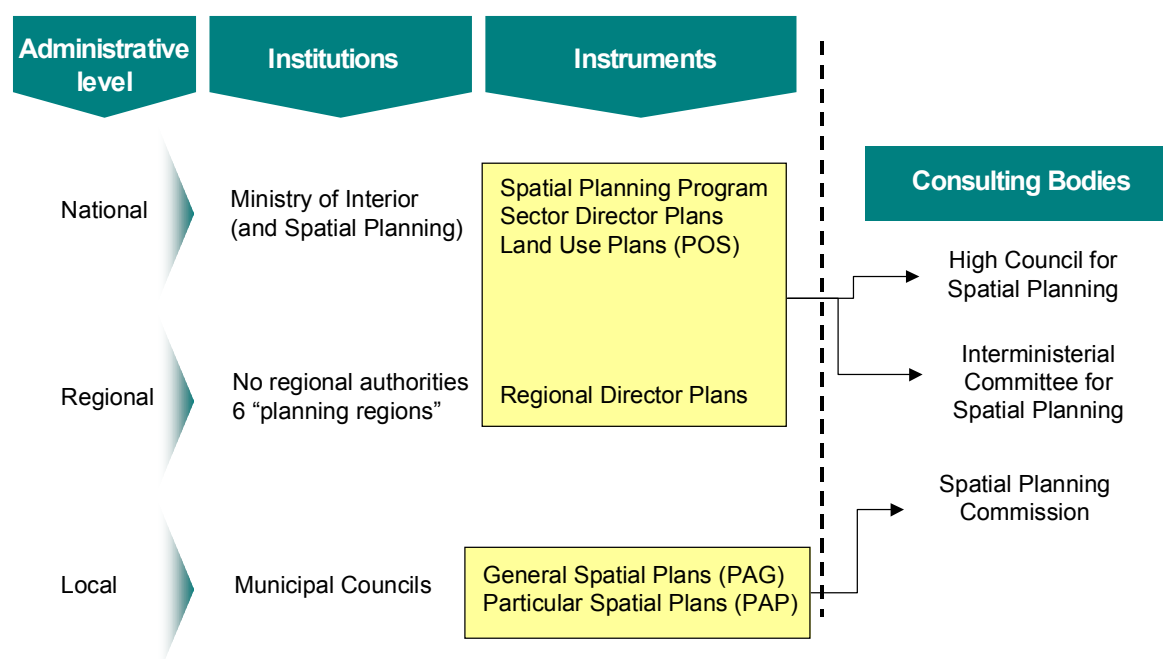 Administrative
level
Institutions
Instruments
Consulting Bodies
National
Ministry of Interior
(and Spatial Planning)
Spatial Planning Program
Sector Director Plans
Land Use Plans (POS)
High Council for
Spatial Planning
Regional
No regional authorities
6 “planning regions”
Regional Director Plans
Interministerial
Committee for
Spatial Planning
Spatial Planning
Commission
Local
Municipal Councils
General Spatial Plans (PAG)
Particular Spatial Plans (PAP)